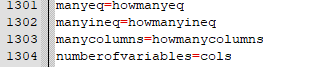 1301 manyeq=howmanyeq
1302 manyineq=howmanyineq
1303 manycolumns=howmanycolumns
1304 numberofvariables=cols